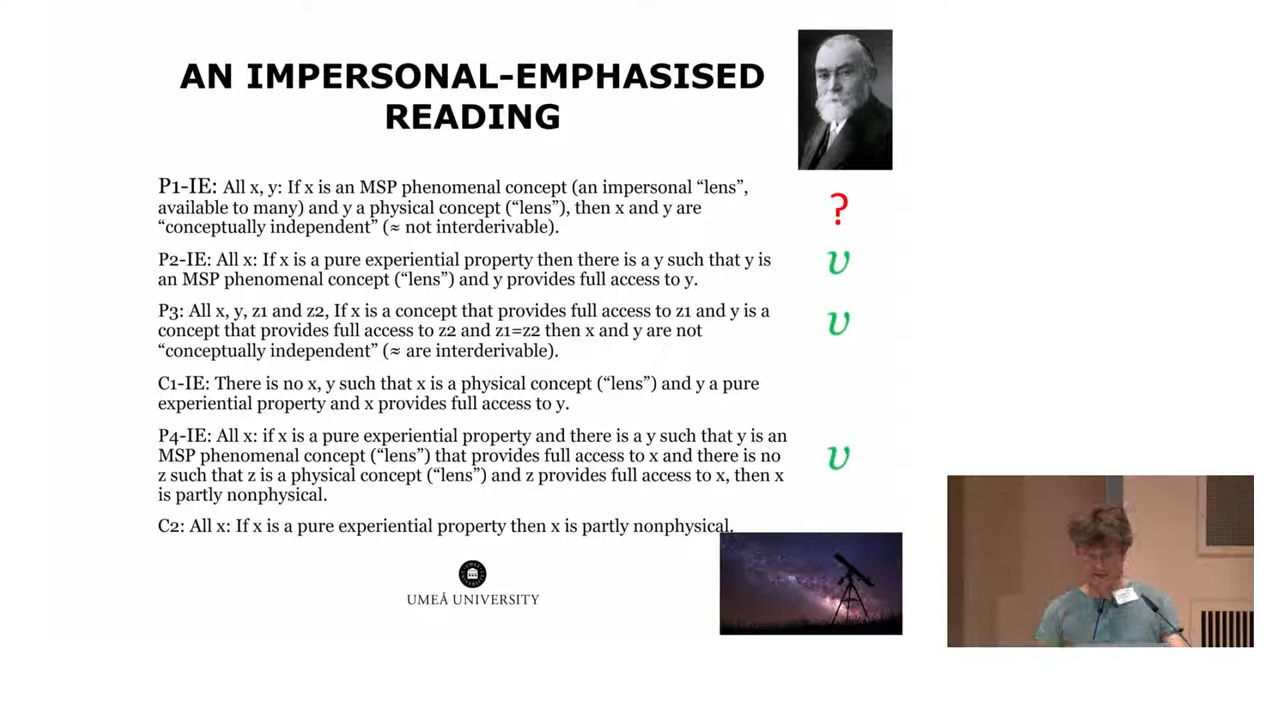 AN IMPERSONAL-EMPHASISED
READING
P1-IE: All x, y: If x is an MSP phenomenal concept (an impersonal “lens”,
available to many) and y a physical concept (“lens”), then x and y are
“conceptually independent” (≈ not interderivable).
?
P2-IE: All x: If x is a pure experiential property then there is a y such that y is
an MSP phenomenal concept (“lens”) and y provides full access to y.
v
P3: All x, y, z1 and z2, If x is a concept that provides full access to z1 and y is a
concept that provides full access to z2 and z1=z2 then x and y are not
“conceptually independent” (≈ are interderivable).
v
C1-IE: There is no x, y such that x is a physical concept (“lens”) and y a pure
experiential property and x provides full access to y.
P4-IE: All x: if x is a pure experiential property and there is a y such that y is an
MSP phenomenal concept (“lens”) that provides full access to x and there is no
z such that z is a physical concept (“lens”) and z provides full access to x, then x
is partly nonphysical.
v
C2: All x: If x is a pure experiential property then x is partly nonphysical.
UMEÅ UNIVERSITY